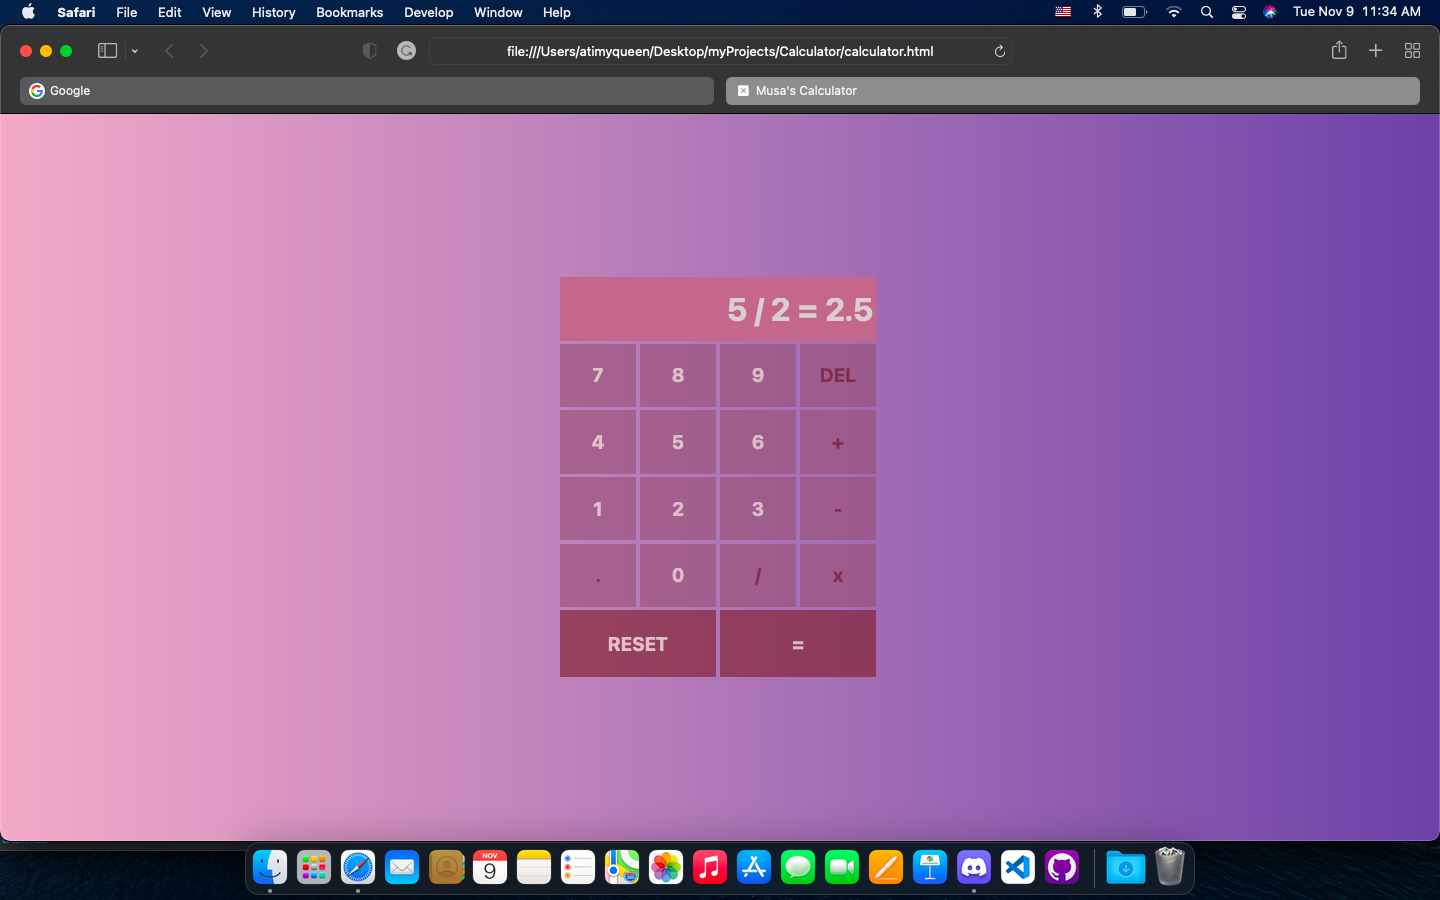 Safari File Edit View History Bookmarks Develop Window Help Tue Nov 9 11:34 AM
file:///Users/atimyqueen/Desktop/myProjects/Calculator/calculator.html
Google Musa's Calculator
5 / 2 = 2.5
7 8 9 DEL
4 5 6 +
1 2 3 -
. 0 / x
RESET =
NOV
9